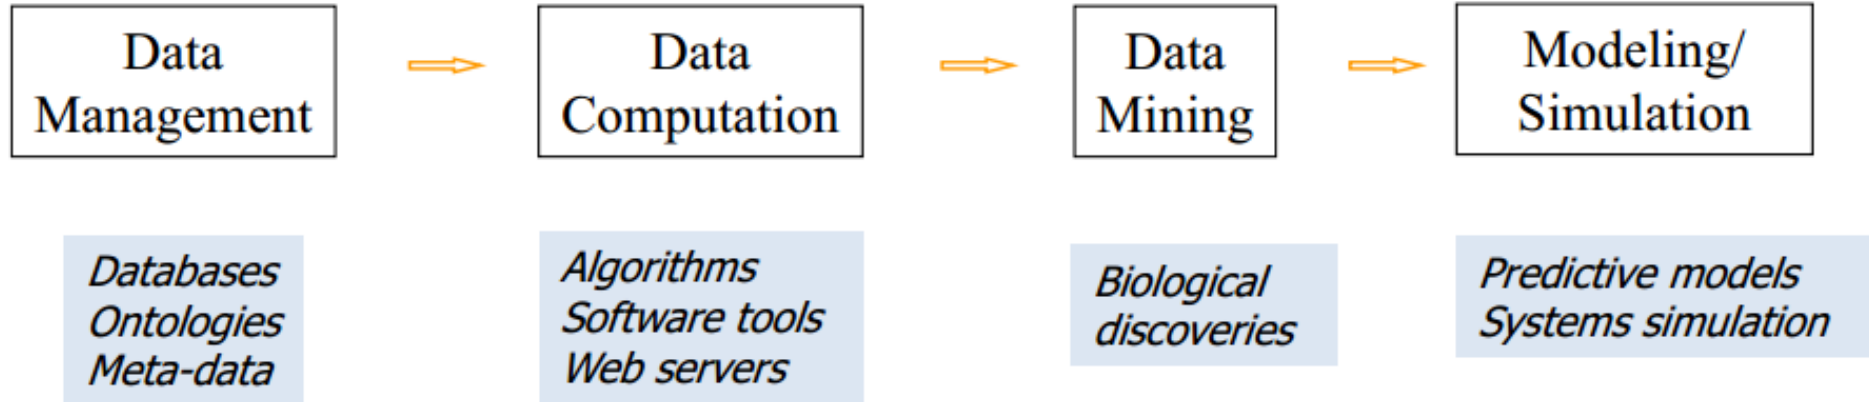 Data
Management
Data
Computation
Data
Mining
Modeling/
Simulation
Databases
Ontologies
Meta-data
Algorithms
Software tools
Web servers
Biological
discoveries
Predictive models
Systems simulation